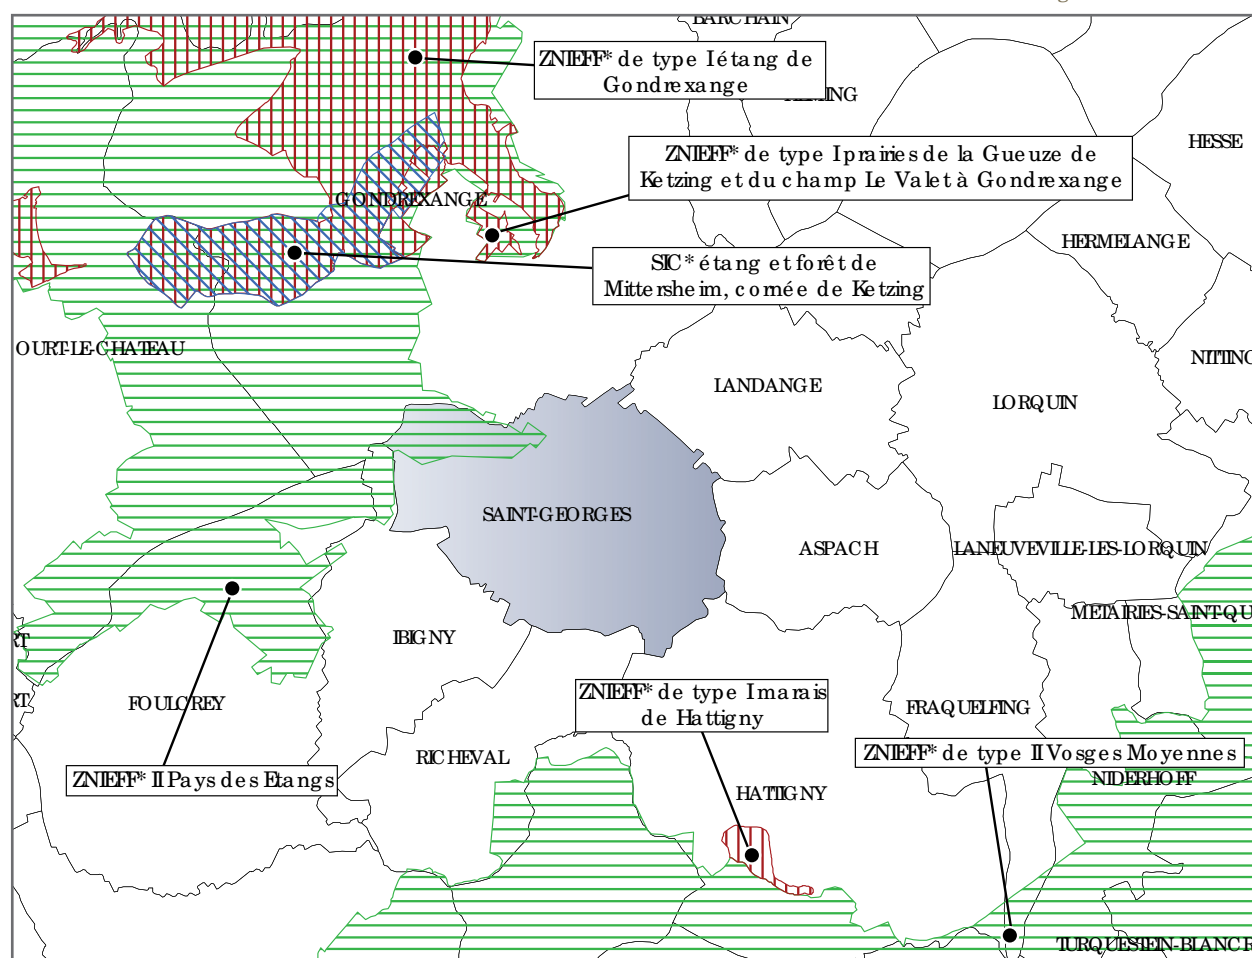 BARCHAIN
ZNIEFF* de type I étang de
Gondrexange
HESSE
ZNIEFF* de type I prairies de la Gueuze de
Ketzing et du champ Le Valet à Gondrexange
GONDREXANGE
HERMELANGE
SIC* étang et forêt de
Mittersheim, cornée de Ketzing
OURT-LE-CHATEAU
NITTING
LANDANGE
LORQUIN
SAINT-GEORGES
ASPACH
LANEUVEVILLE-LES-LORQUIN
METAIRIES-SAINT-QU
RT
IBIGNY
RT
FOULCREY
ZNIEFF* de type I marais
de Hattigny
FRAQUELFING
RICHEVAL
ZNIEFF* de type II Vosges Moyennes
ZNIEFF* II Pays des Etangs
NIDERHOFF
HATTIGNY
TURQUESTEIN-BLANCR